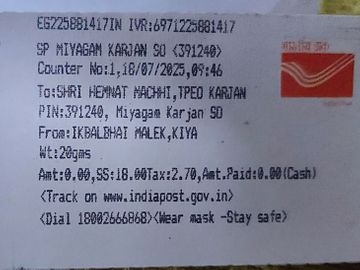 EG225881417IN IVR:6971225881417
SP MIYAGAM KARJAN SO <391240>
Counter No:1,18/07/2025,09:46
To:SHRI HEMNAT MACHHI,TPEO KARJAN
PIN:391240, Miyagam Karjan SO
From:IKBALBHAI MALEK,KIYA
Wt:20gms
Amt:0.00,SS:18.00Tax:2.70,Amt.Paid:0.00(Cash)
<Track on www.indiapost.gov.in>
<Dial 18002666868><Wear mask -Stay safe>
भारतीय डाक